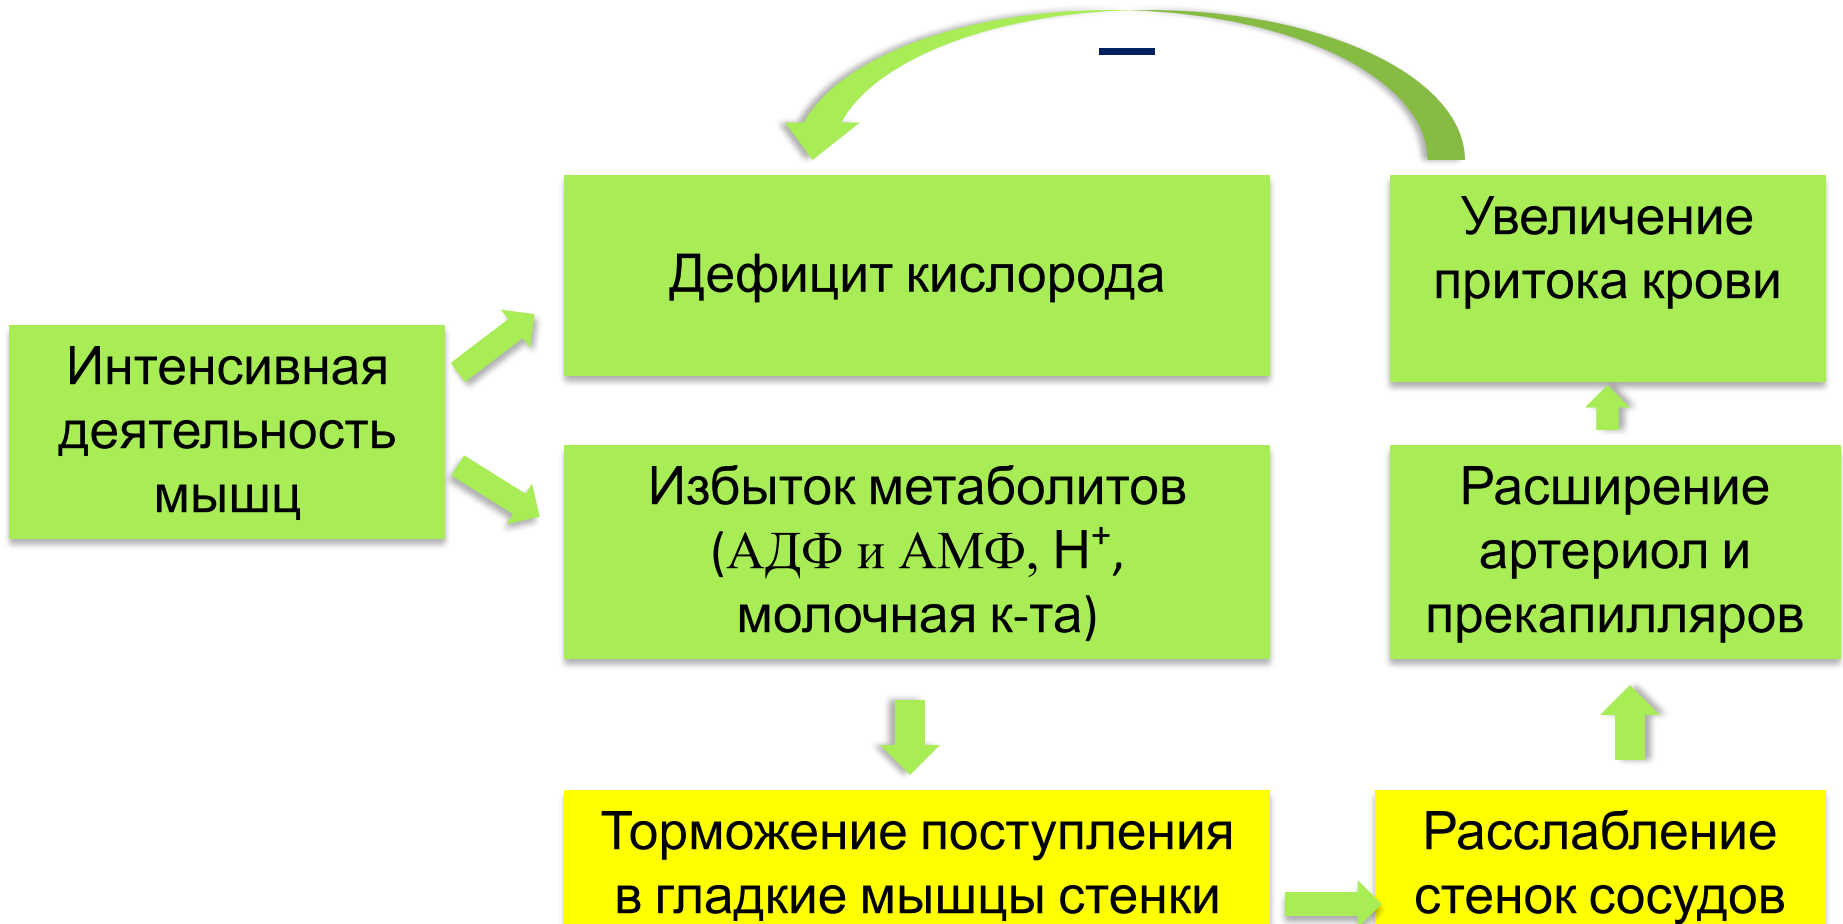 —
Дефицит кислорода
Увеличение
притока крови
Интенсивная
деятельность
мышц
Избыток метаболитов
(АДФ и АМФ, Н⁺,
молочная к-та)
Расширение
артериол и
прекапилляров
Торможение поступления
в гладкие мышцы стенки
Расслабление
стенок сосудов